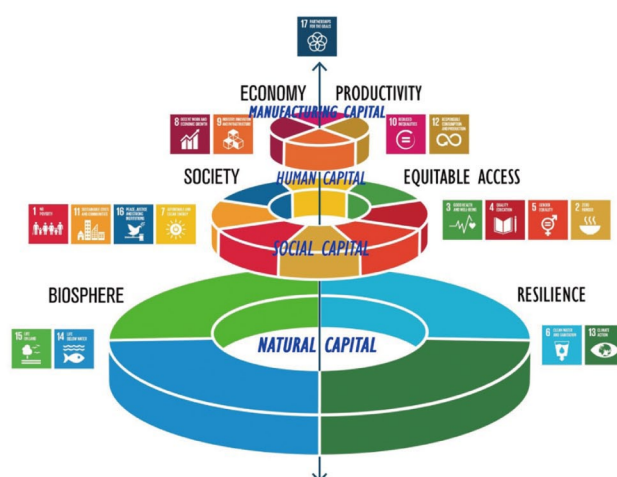 17 PARTNERSHIPS FOR THE GOALS
ECONOMY PRODUCTIVITY
MANUFACTURING CAPITAL
8 DECENT WORK AND ECONOMIC GROWTH
9 INDUSTRY, INNOVATION AND INFRASTRUCTURE
10 REDUCED INEQUALITIES
12 RESPONSIBLE CONSUMPTION AND PRODUCTION
SOCIETY HUMAN CAPITAL EQUITABLE ACCESS
1 NO POVERTY
11 SUSTAINABLE CITIES AND COMMUNITIES
16 PEACE, JUSTICE AND STRONG INSTITUTIONS
7 AFFORDABLE AND CLEAN ENERGY
3 GOOD HEALTH AND WELL-BEING
4 QUALITY EDUCATION
5 GENDER EQUALITY
2 ZERO HUNGER
SOCIAL CAPITAL
BIOSPHERE RESILIENCE
15 LIFE ON LAND
14 LIFE BELOW WATER
NATURAL CAPITAL
6 CLEAN WATER AND SANITATION
13 CLIMATE ACTION